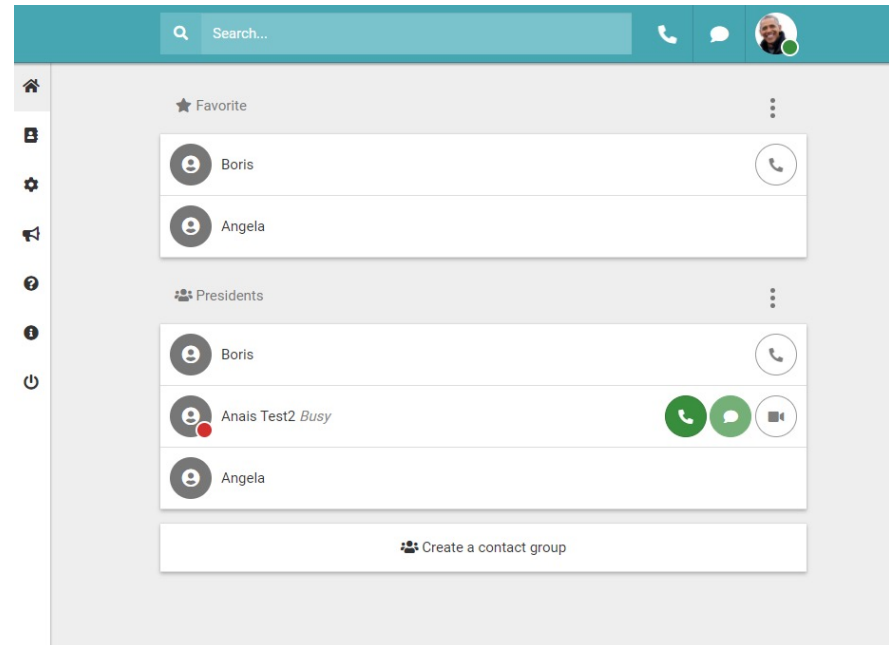 Search...
Favorite
Boris
Angela
Presidents
Boris
Anais Test2 Busy
Angela
Create a contact group